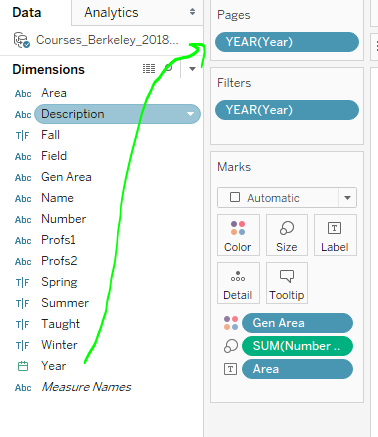 Data
Analytics
Courses_Berkeley_2018...
Dimensions
Abc Area
Abc Description
T|F Fall
Abc Field
Abc Gen Area
Abc Name
Abc Number
Abc Profs1
Abc Profs2
T|F Spring
T|F Summer
T|F Taught
T|F Winter
Year
Abc Measure Names
Pages
YEAR(Year)
Filters
YEAR(Year)
Marks
Automatic
Color
Size
T Label
Detail
Tooltip
Gen Area
SUM(Number ..
T Area